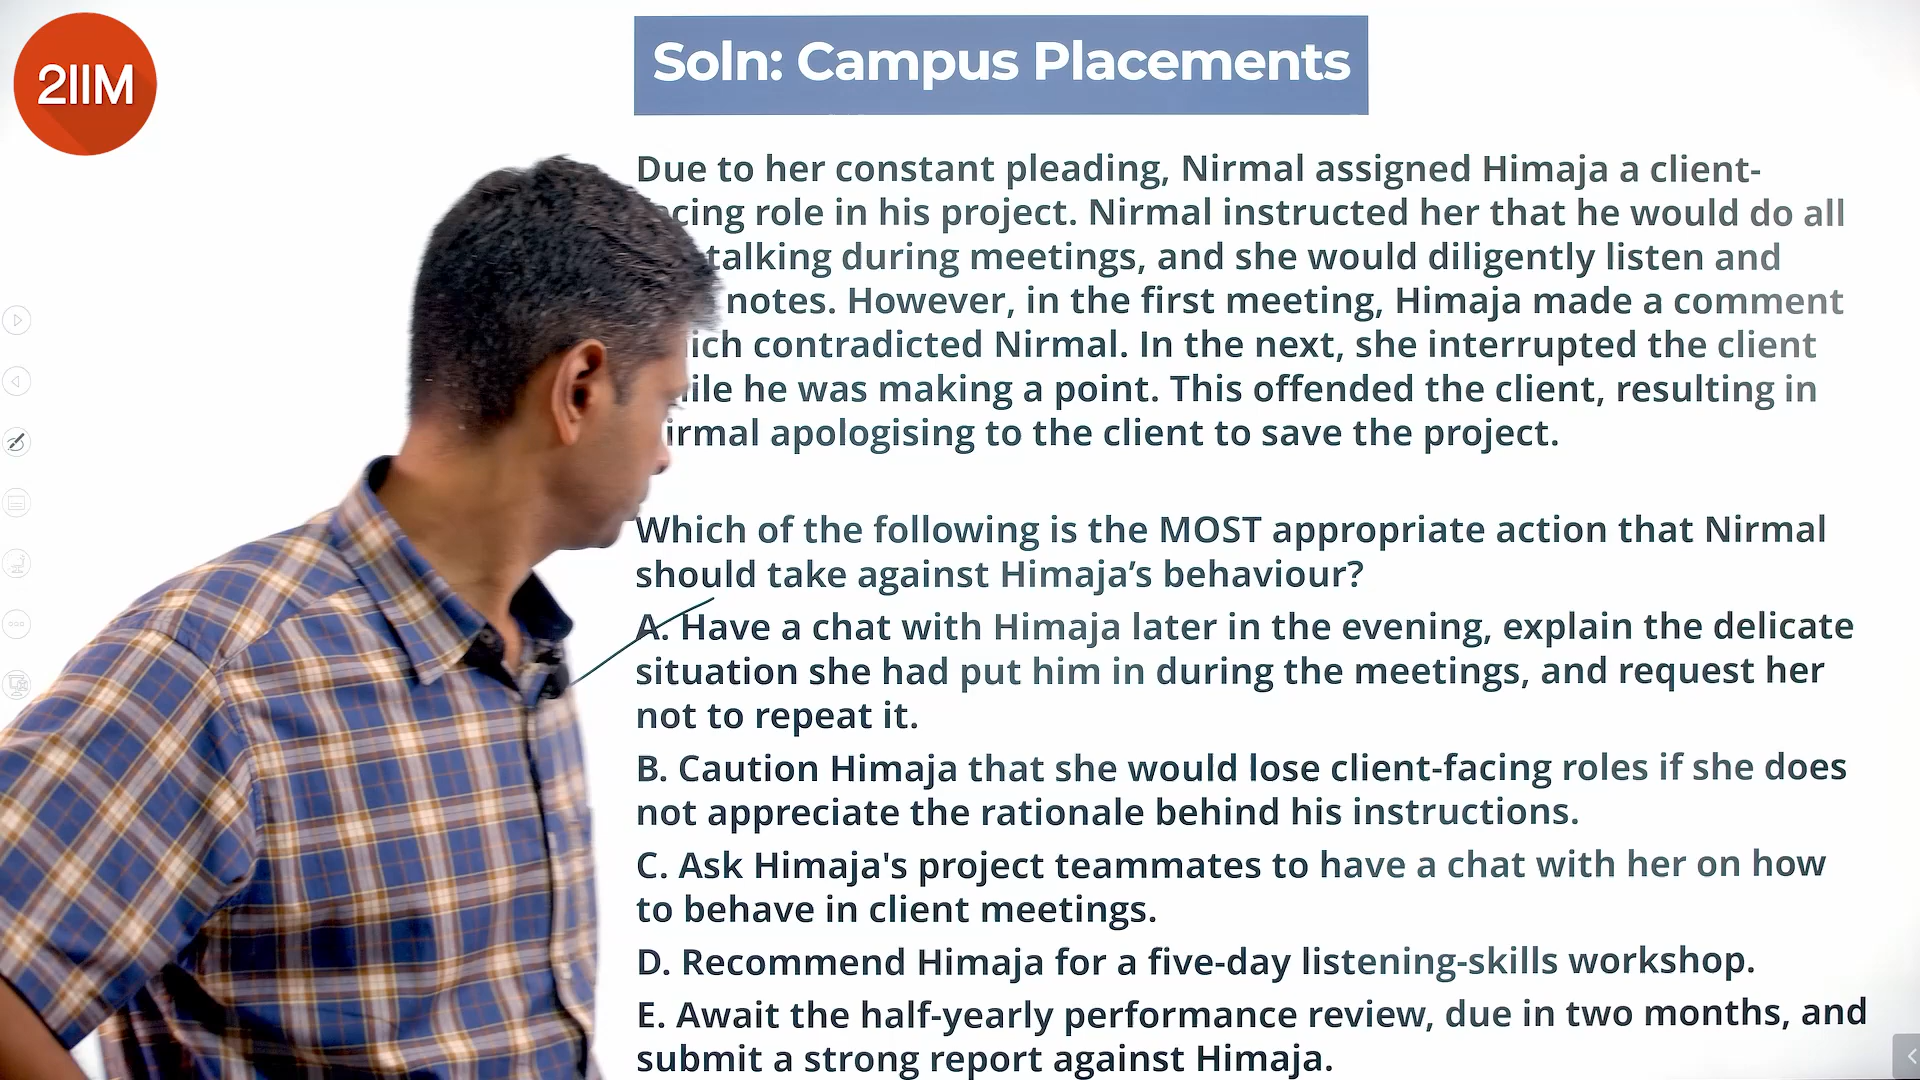 2IIM
Soln: Campus Placements
Due to her constant pleading, Nirmal assigned Himaja a client-
cing role in his project. Nirmal instructed her that he would do all
talking during meetings, and she would diligently listen and
notes. However, in the first meeting, Himaja made a comment
ich contradicted Nirmal. In the next, she interrupted the client
ile he was making a point. This offended the client, resulting in
irmal apologising to the client to save the project.
Which of the following is the MOST appropriate action that Nirmal
should take against Himaja’s behaviour?
A. Have a chat with Himaja later in the evening, explain the delicate
situation she had put him in during the meetings, and request her
not to repeat it.
B. Caution Himaja that she would lose client-facing roles if she does
not appreciate the rationale behind his instructions.
C. Ask Himaja's project teammates to have a chat with her on how
to behave in client meetings.
D. Recommend Himaja for a five-day listening-skills workshop.
E. Await the half-yearly performance review, due in two months, and
submit a strong report against Himaja.